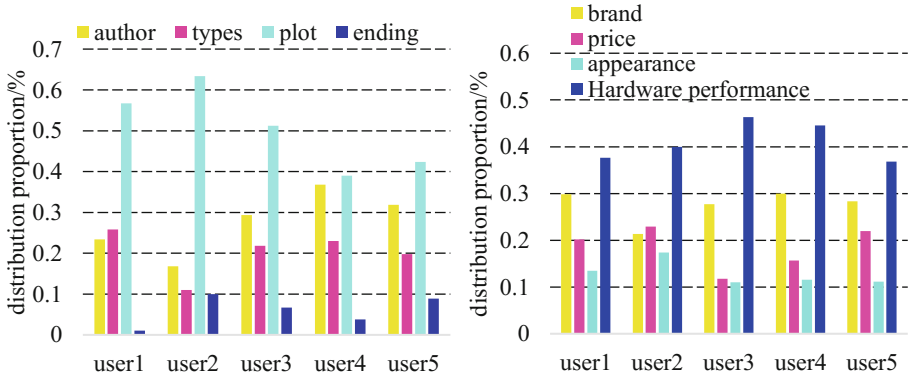 author types plot ending
distribution proportion/%
0.7
0.6
0.5
0.4
0.3
0.2
0.1
0
user1 user2 user3 user4 user5
brand
price
appearance
Hardware performance
distribution proportion/%
0.6
0.5
0.4
0.3
0.2
0.1
0
user1 user2 user3 user4 user5